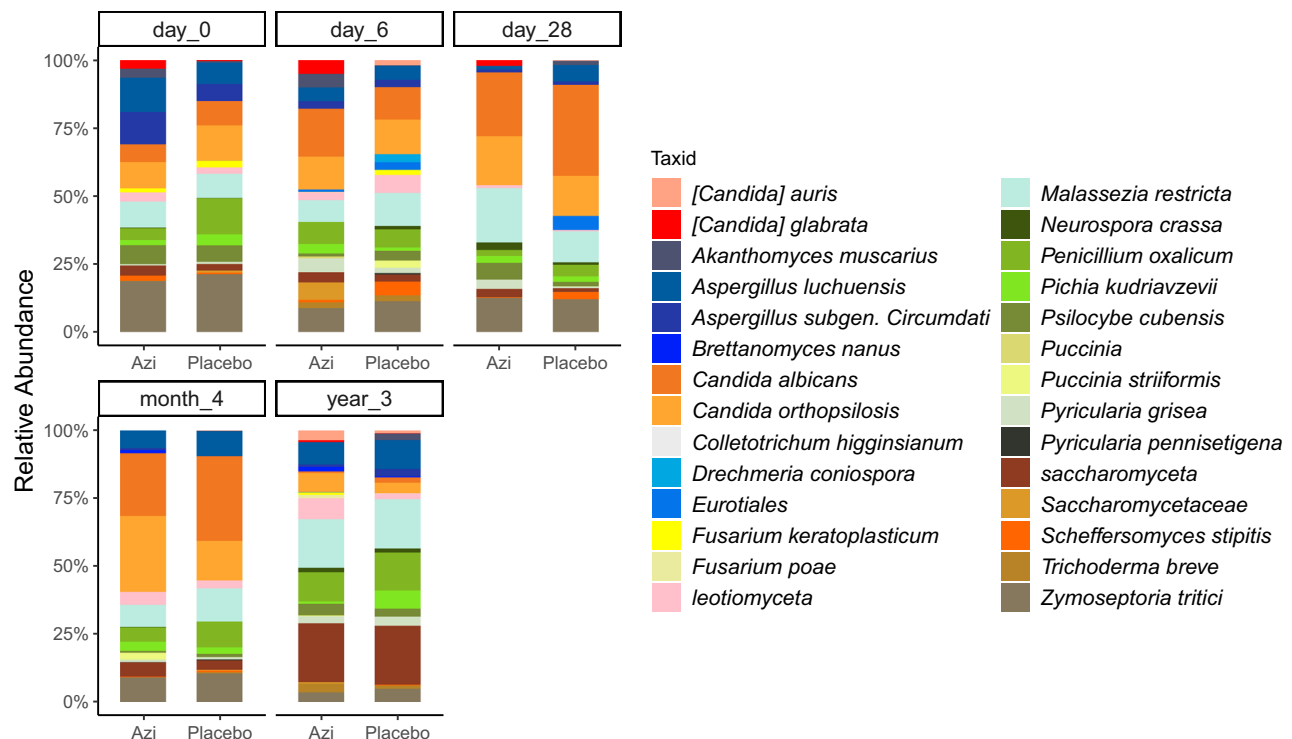 day_0
day_6
day_28
100%
75%
50%
25%
0%
Azi
Placebo
Azi
Placebo
Azi
Placebo
month_4
year_3
100%
75%
50%
25%
0%
Azi
Placebo
Azi
Placebo
Relative Abundance
Taxid
[Candida] auris
[Candida] glabrata
Akanthomyces muscarius
Aspergillus luchuensis
Aspergillus subgen. Circumdati
Brettanomyces nanus
Candida albicans
Candida orthopsilosis
Colletotrichum higginsianum
Drechmeria coniospora
Eurotiales
Fusarium keratoplasticum
Fusarium poae
leotiomyceta
Malassezia restricta
Neurospora crassa
Penicillium oxalicum
Pichia kudriavzevii
Psilocybe cubensis
Puccinia
Puccinia striiformis
Pyricularia grisea
Pyricularia pennisetigena
saccharomyceta
Saccharomycetaceae
Scheffersomyces stipitis
Trichoderma breve
Zymoseptoria tritici